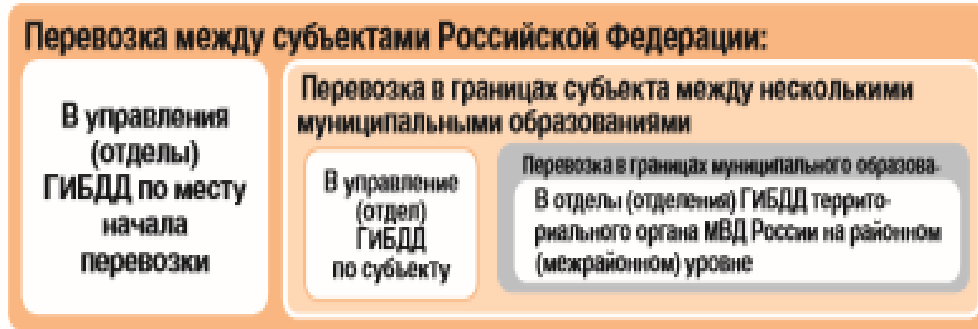 Перевозка между субъектами Российской Федерации:
В управления
(отделы)
ГИБДД по месту
начала
перевозки
Перевозка в границах субъекта между несколькими
муниципальными образованиями
В управление
(отдел)
ГИБДД
по субъекту
Перевозка в границах муниципального образова-
В отделы (отделения) ГИБДД террито-
риального органа МВД России на районном
(межрайонном) уровне